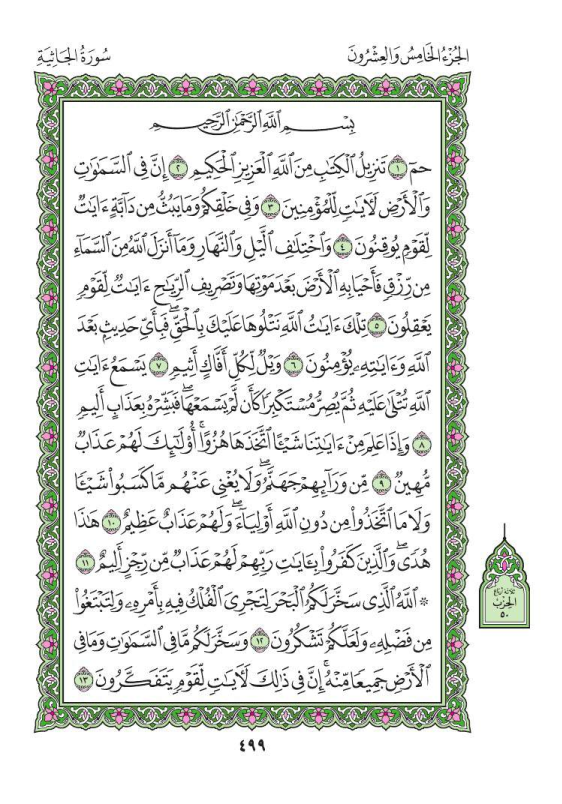 سُورَةُ الجَاثِيَةِ
الجُزْءُ الخَامِسُ وَالعِشْرُونَ
بِسْمِ ٱللَّهِ ٱلرَّحْمَٰنِ ٱلرَّحِيمِ
حمٓ ١ تَنزِيلُ ٱلْكِتَٰبِ مِنَ ٱللَّهِ ٱلْعَزِيزِ ٱلْحَكِيمِ ٢ إِنَّ فِى ٱلسَّمَٰوَٰتِ
وَٱلْأَرْضِ لَءَايَٰتٍ لِّلْمُؤْمِنِينَ ٣ وَفِى خَلْقِكُمْ وَمَا يَبُثُّ مِن دَآبَّةٍ ءَايَٰتٌ
لِّقَوْمٍ يُوقِنُونَ ٤ وَٱخْتِلَٰفِ ٱلَّيْلِ وَٱلنَّهَارِ وَمَآ أَنزَلَ ٱللَّهُ مِنَ ٱلسَّمَآءِ
مِن رِّزْقٍ فَأَحْيَا بِهِ ٱلْأَرْضَ بَعْدَ مَوْتِهَا وَتَصْرِيفِ ٱلرِّيَٰحِ ءَايَٰتٌ لِّقَوْمٍ
يَعْقِلُونَ ٥ تِلْكَ ءَايَٰتُ ٱللَّهِ نَتْلُوهَا عَلَيْكَ بِٱلْحَقِّ ۖ فَبِأَىِّ حَدِيثٍۭ بَعْدَ
ٱللَّهِ وَءَايَٰتِهِۦ يُؤْمِنُونَ ٦ وَيْلٌ لِّكُلِّ أَفَّاكٍ أَثِيمٍ ٧ يَسْمَعُ ءَايَٰتِ
ٱللَّهِ تُتْلَىٰ عَلَيْهِ ثُمَّ يُصِرُّ مُسْتَكْبِرًا كَأَن لَّمْ يَسْمَعْهَا ۖ فَبَشِّرْهُ بِعَذَابٍ أَلِيمٍ
٨ وَإِذَا عَلِمَ مِنْ ءَايَٰتِنَا شَيْـًٔا ٱتَّخَذَهَا هُزُوًا ۚ أُو۟لَٰٓئِكَ لَهُمْ عَذَابٌ
مُّهِينٌ ٩ مِّن وَرَآئِهِمْ جَهَنَّمُ ۖ وَلَا يُغْنِى عَنْهُم مَّا كَسَبُوا۟ شَيْـًٔا
وَلَا مَا ٱتَّخَذُوا۟ مِن دُونِ ٱللَّهِ أَوْلِيَآءَ ۖ وَلَهُمْ عَذَابٌ عَظِيمٌ ١٠ هَٰذَا
هُدًى ۖ وَٱلَّذِينَ كَفَرُوا۟ بِـَٔايَٰتِ رَبِّهِمْ لَهُمْ عَذَابٌ مِّن رِّجْزٍ أَلِيمٌ ١١
۞ ٱللَّهُ ٱلَّذِى سَخَّرَ لَكُمُ ٱلْبَحْرَ لِتَجْرِىَ ٱلْفُلْكُ فِيهِ بِأَمْرِهِۦ وَلِتَبْتَغُوا۟
مِن فَضْلِهِۦ وَلَعَلَّكُمْ تَشْكُرُونَ ١٢ وَسَخَّرَ لَكُم مَّا فِى ٱلسَّمَٰوَٰتِ وَمَا فِى
ٱلْأَرْضِ جَمِيعًا مِّنْهُ ۚ إِنَّ فِى ذَٰلِكَ لَءَايَٰتٍ لِّقَوْمٍ يَتَفَكَّرُونَ ١٣
ثلاثة أرباع
الحزب
٥٠
٤٩٩